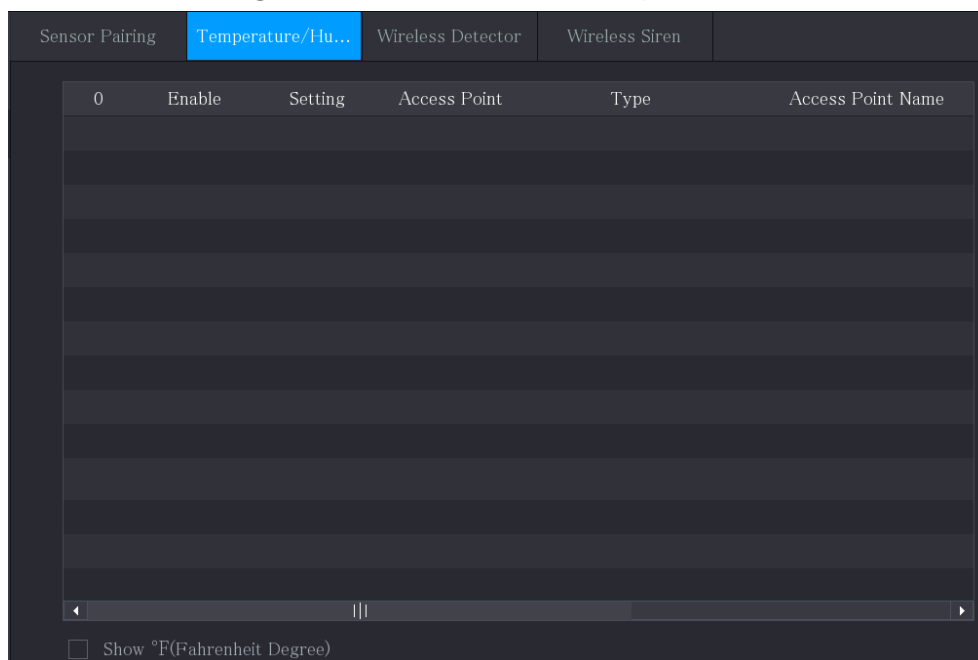 Sensor Pairing Temperature/Hu... Wireless Detector Wireless Siren
0 Enable Setting Access Point Type Access Point Name
Show °F(Fahrenheit Degree)